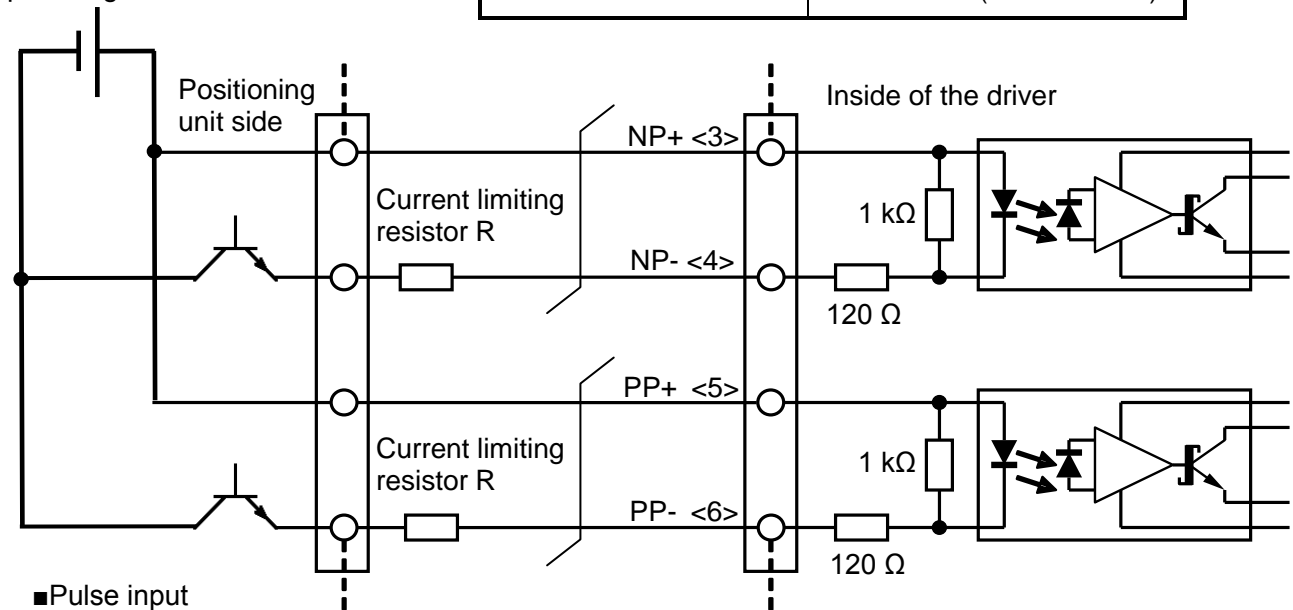 Positioning
unit side
Inside of the driver
NP+ <3>
Current limiting
resistor R
1 kΩ
NP- <4>
120 Ω
PP+ <5>
Current limiting
resistor R
1 kΩ
PP- <6>
120 Ω
■Pulse input